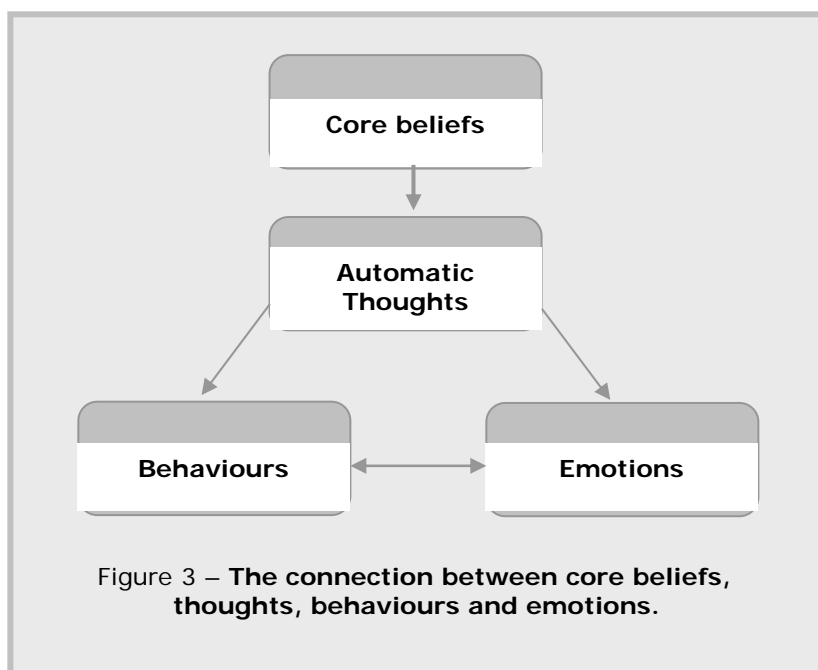 Core beliefs
Automatic
Thoughts
Behaviours
Emotions
Figure 3 – The connection between core beliefs,
thoughts, behaviours and emotions.